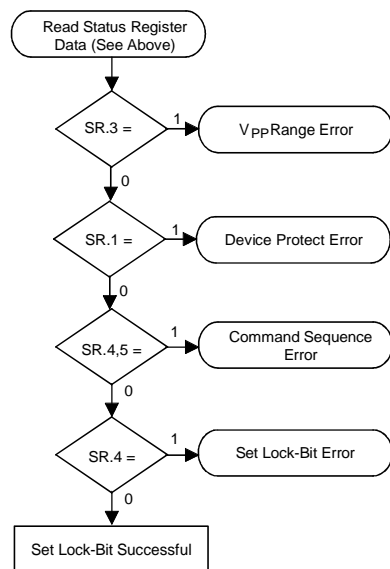 Read Status Register
Data (See Above)
SR.3 =
1
VPP Range Error
0
SR.1 =
1
Device Protect Error
0
SR.4,5 =
1
Command Sequence
Error
0
SR.4 =
1
Set Lock-Bit Error
0
Set Lock-Bit Successful